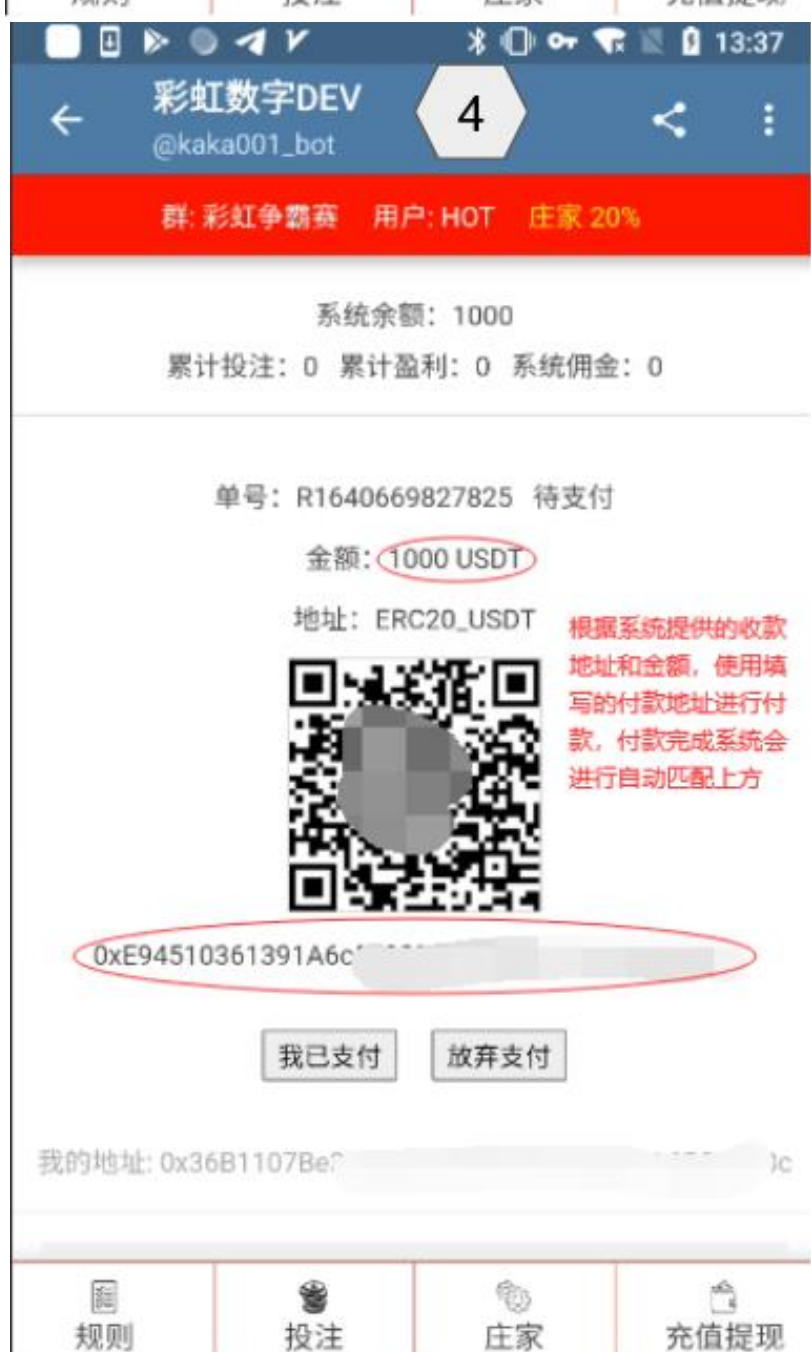 13:37
彩虹数字DEV
@kaka001_bot
4
群: 彩虹争霸赛 用户: HOT 庄家 20%
系统余额：1000
累计投注：0 累计盈利：0 系统佣金：0
单号：R1640669827825 待支付
金额：1000 USDT
地址：ERC20_USDT
根据系统提供的收款
地址和金额，使用填
写的付款地址进行付
款，付款完成系统会
进行自动匹配上方
0xE94510361391A6c
我已支付 放弃支付
我的地址: 0x36B1107Be
规则 投注 庄家 充值提现